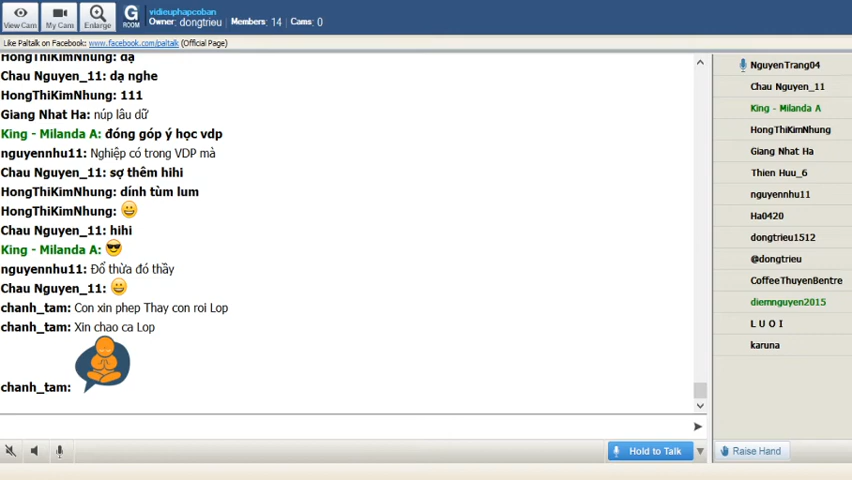 View Cam
My Cam
Enlarge
G
ROOM
vidieuphapcoban
Owner: dongtrieu Members: 14 Cams: 0
Like Paltalk on Facebook: www.facebook.com/paltalk (Official Page)
HongThiKimNhung: dạ
Chau Nguyen_11: dạ nghe
HongThiKimNhung: 111
Giang Nhat Ha: núp lâu dữ
King - Milanda A: đóng góp ý học vdp
nguyennhu11: Nghiệp có trong VDP mà
Chau Nguyen_11: sợ thêm hihi
HongThiKimNhung: dính tùm lum
HongThiKimNhung: 😀
Chau Nguyen_11: hihi
King - Milanda A: 😎
nguyennhu11: Đổ thừa đó thầy
Chau Nguyen_11: 😀
chanh_tam: Con xin phep Thay con roi Lop
chanh_tam: Xin chao ca Lop
chanh_tam:
Hold to Talk
NguyenTrang04
Chau Nguyen_11
King - Milanda A
HongThiKimNhung
Giang Nhat Ha
Thien Huu_6
nguyennhu11
Ha0420
dongtrieu1512
@dongtrieu
CoffeeThuyenBentre
diemnguyen2015
L U O I
karuna
Raise Hand